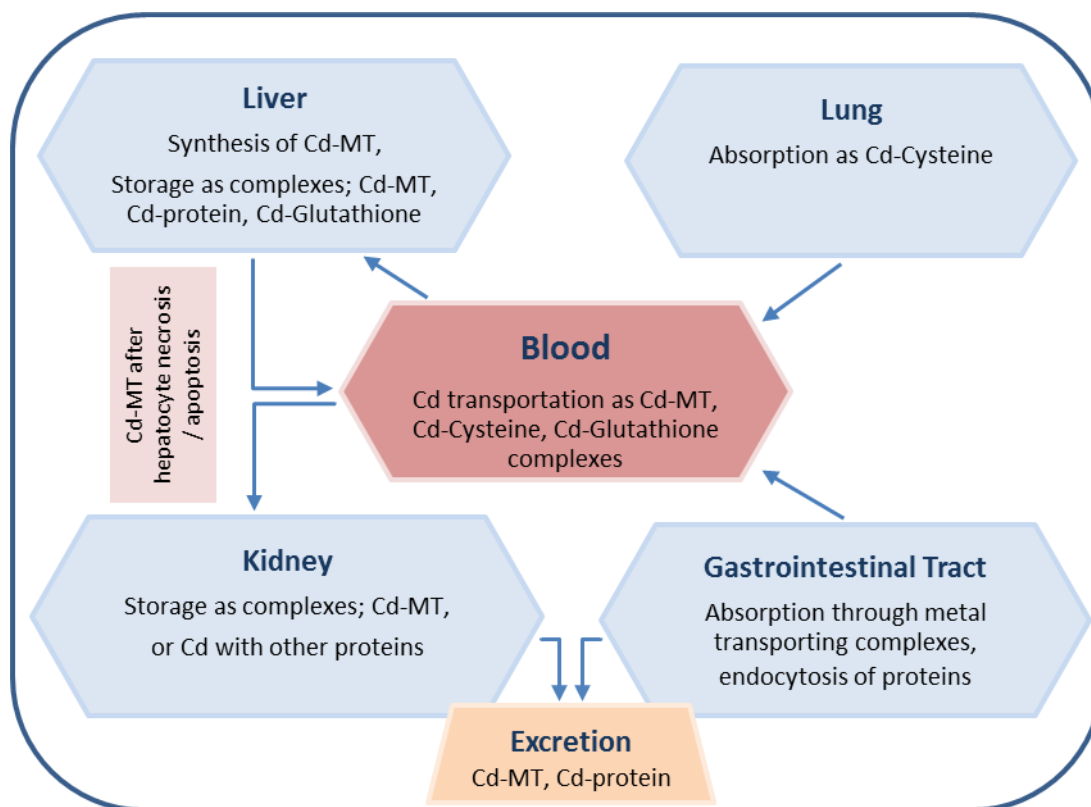 Liver
Synthesis of Cd-MT,
Storage as complexes; Cd-MT,
Cd-protein, Cd-Glutathione
Lung
Absorption as Cd-Cysteine
Cd-MT after
hepatocyte necrosis
/ apoptosis
Blood
Cd transportation as Cd-MT,
Cd-Cysteine, Cd-Glutathione
complexes
Kidney
Storage as complexes; Cd-MT,
or Cd with other proteins
Gastrointestinal Tract
Absorption through metal
transporting complexes,
endocytosis of proteins
Excretion
Cd-MT, Cd-protein